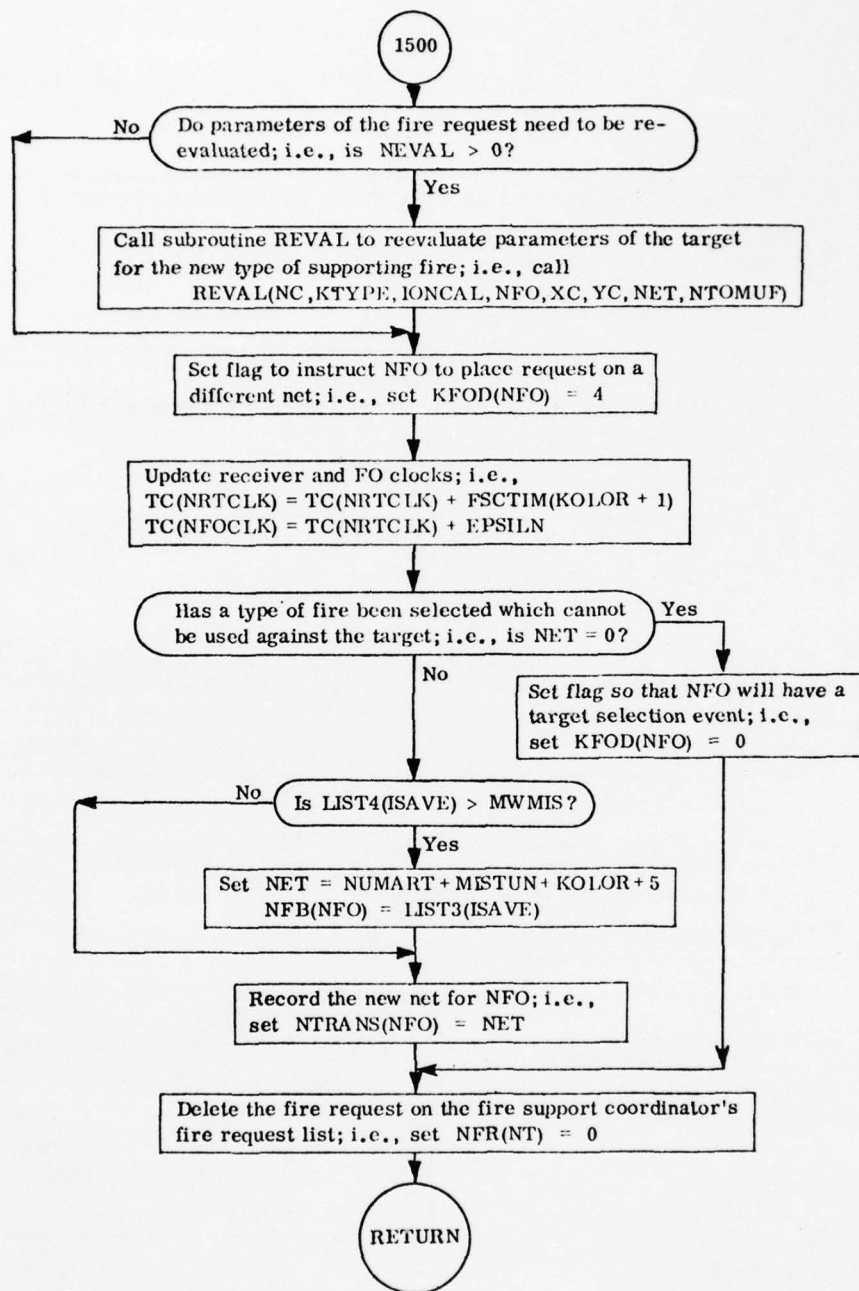 1500
No
Do parameters of the fire request need to be re-
evaluated; i.e., is NEVAL > 0?
Yes
Call subroutine REVAL to reevaluate parameters of the target
for the new type of supporting fire; i.e., call
REVAL(NC,KTYPE,IONCAL,NFO,XC,YC,NET,NTOMUF)
Set flag to instruct NFO to place request on a
different net; i.e., set KFOD(NFO) = 4
Update receiver and FO clocks; i.e.,
TC(NRTCLK) = TC(NRTCLK) + FSCTIM(KOLOR + 1)
TC(NFOCLK) = TC(NRTCLK) + EPSILN
Has a type of fire been selected which cannot
be used against the target; i.e., is NET = 0?
Yes
No
Set flag so that NFO will have a
target selection event; i.e.,
set KFOD(NFO) = 0
No
Is LIST4(ISAVE) > MWMIS?
Yes
Set NET = NUMART + MISTUN + KOLOR + 5
NFB(NFO) = LIST3(ISAVE)
Record the new net for NFO; i.e.,
set NTRANS(NFO) = NET
Delete the fire request on the fire support coordinator's
fire request list; i.e., set NFR(NT) = 0
RETURN